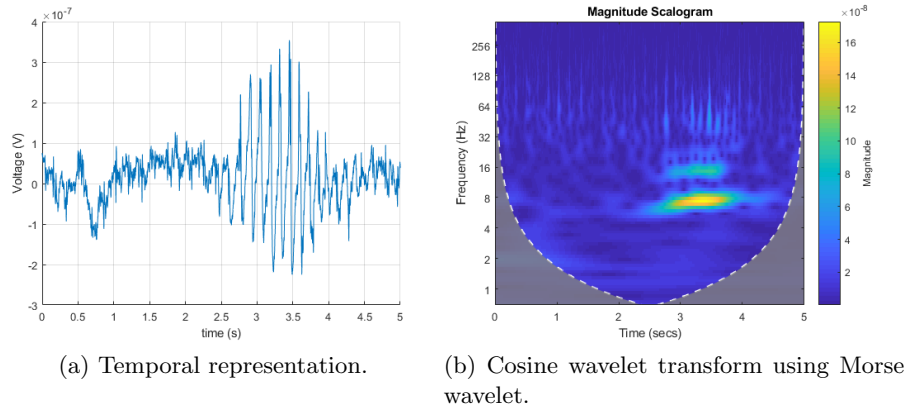 ×10⁻⁷
4
3
2
1
0
-1
-2
-3
Voltage (V)
0 0.5 1 1.5 2 2.5 3 3.5 4 4.5 5
time (s)
(a) Temporal representation.
Magnitude Scalogram
×10⁻⁸
256
128
64
32
16
8
4
2
1
Frequency (Hz)
0 1 2 3 4 5
Time (secs)
16
14
12
10
8
6
4
2
Magnitude
(b) Cosine wavelet transform using Morse
wavelet.